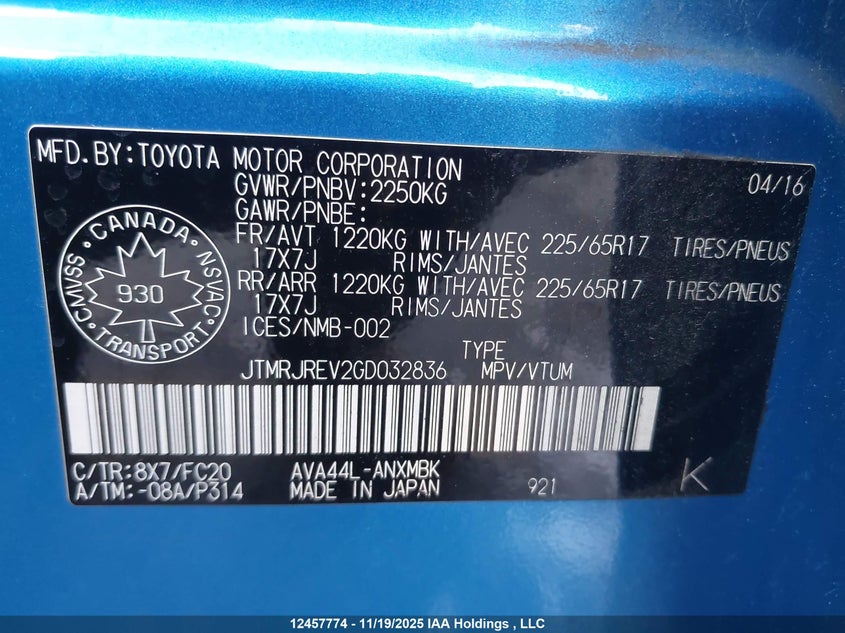 MFD.BY:TOYOTA MOTOR CORPORATION
04/16
GVWR/PNBV:2250KG
GAWR/PNBE:
FR/AVT 1220KG WITH/AVEC 225/65R17 TIRES/PNEUS
17X7J RIMS/JANTES
RR/ARR 1220KG WITH/AVEC 225/65R17 TIRES/PNEUS
17X7J RIMS/JANTES
ICES/NMB-002
CANADA
CMVSS 930 NSVAC
TRANSPORT
TYPE
JTMRJREV2GD032836 MPV/VTUM
C/TR:8X7/FC20 AVA44L-ANXMBK
A/TM:-08A/P314 MADE IN JAPAN 921 K
12457774 - 11/19/2025 IAA Holdings , LLC